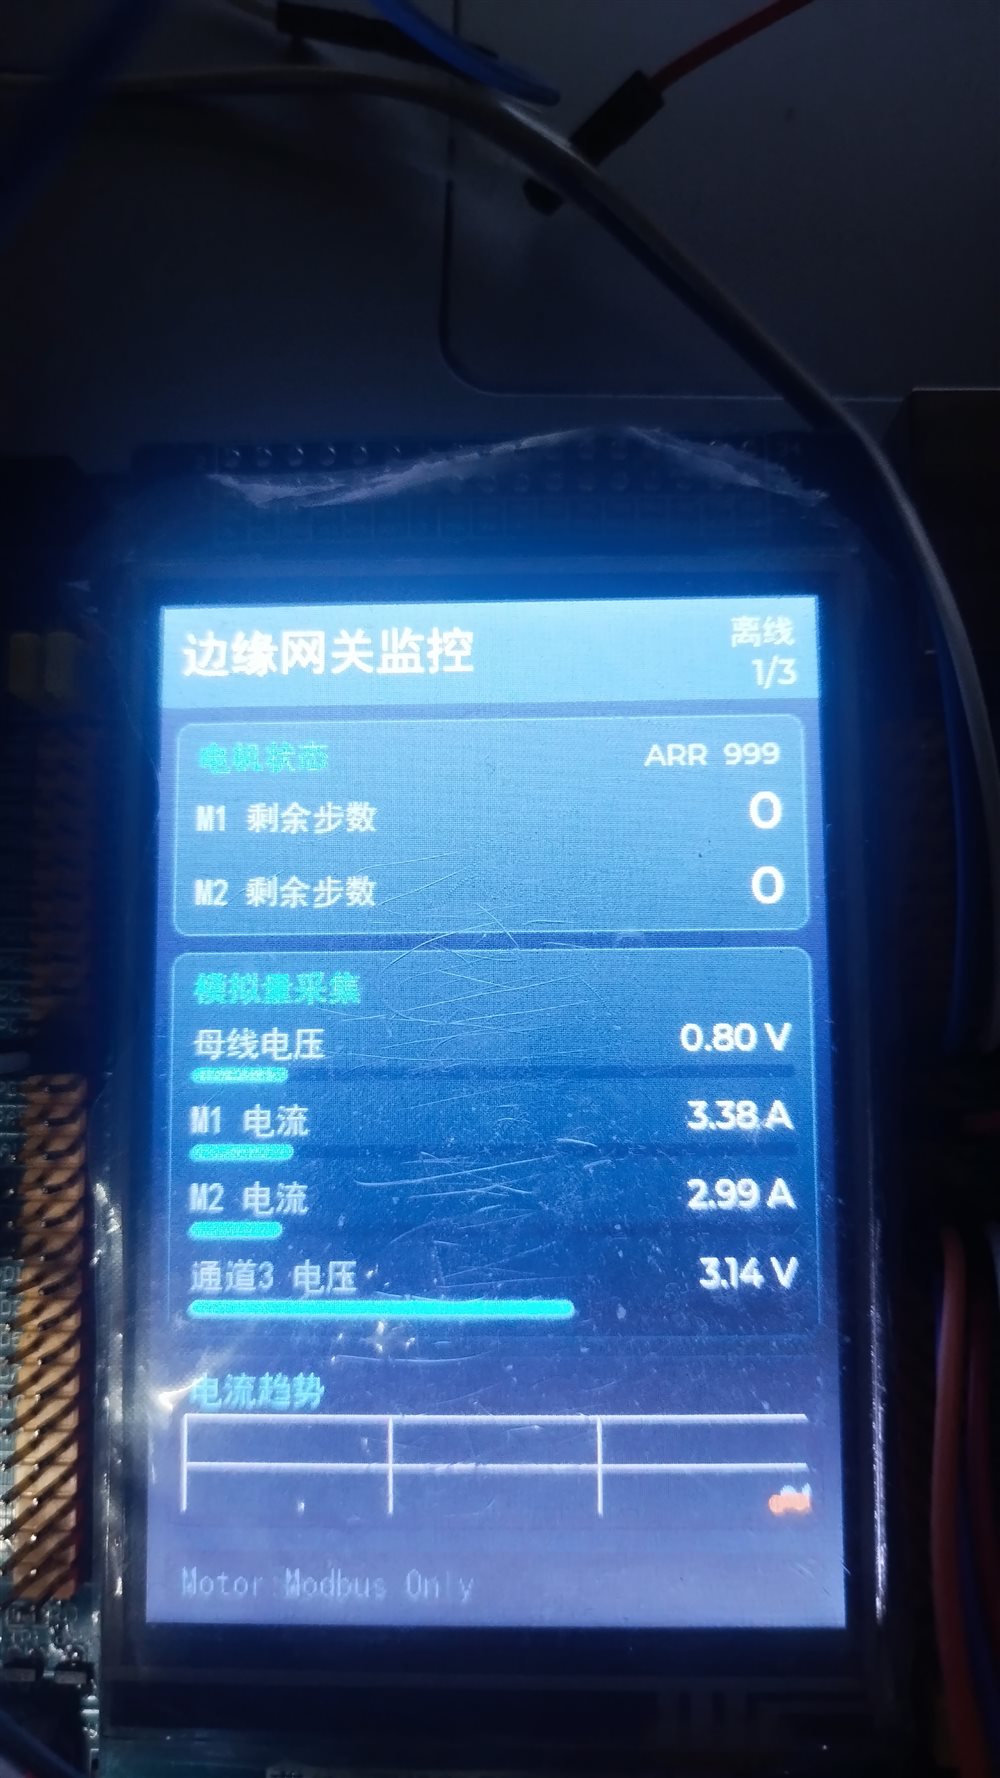 边缘网关监控
离线
1/3
电机状态
ARR 999
M1 剩余步数
0
M2 剩余步数
0
模拟量采集
母线电压
0.80 V
M1 电流
3.38 A
M2 电流
2.99 A
通道3 电压
3.14 V
电流趋势
Motor Modbus Only